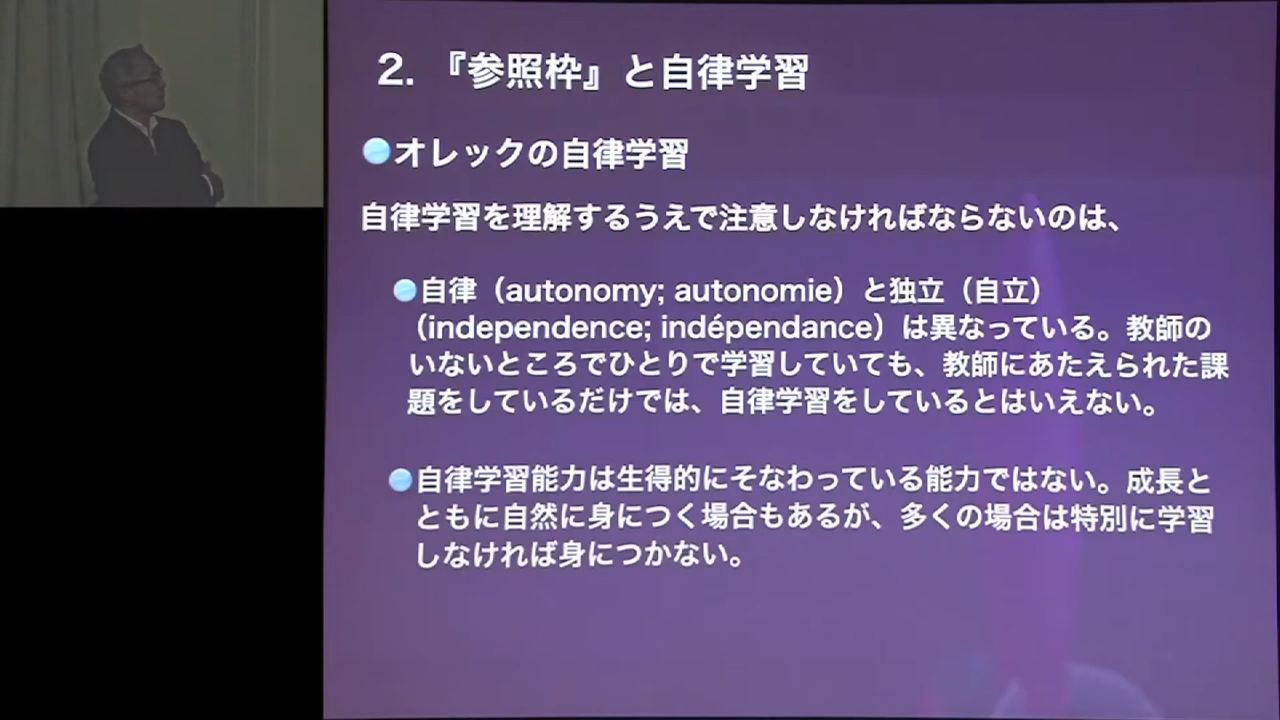 2. 『参照枠』と自律学習
オレックの自律学習
自律学習を理解するうえで注意しなければならないのは、
自律（autonomy; autonomie）と独立（自立）
（independence; indépendance）は異なっている。教師の
いないところでひとりで学習していても、教師にあたえられた課
題をしているだけでは、自律学習をしているとはいえない。
自律学習能力は生得的にそなわっている能力ではない。成長と
ともに自然に身につく場合もあるが、多くの場合は特別に学習
しなければ身につかない。